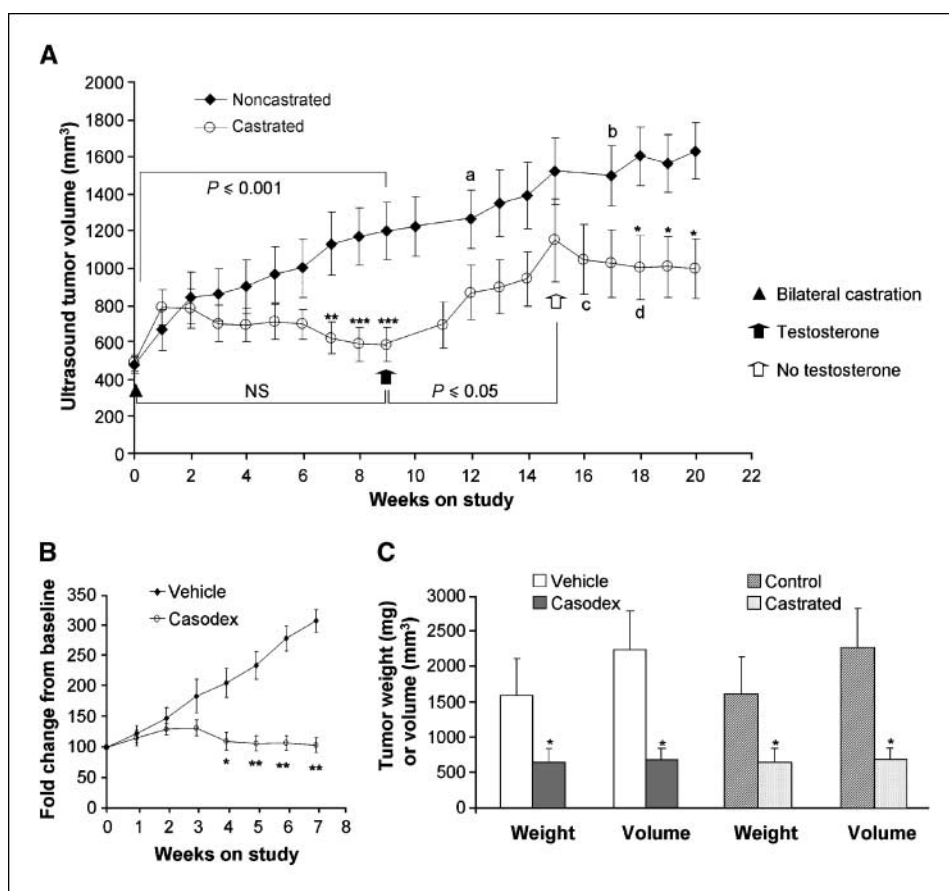 A
2000
1800
1600
1400
1200
1000
800
600
400
200
0
Ultrasound tumor volume (mm³)
Noncastrated
Castrated
P ⩽ 0.001
a
b
c
d
** *** ***
* * *
NS
P ⩽ 0.05
0 2 4 6 8 10 12 14 16 18 20 22
Weeks on study
Bilateral castration
Testosterone
No testosterone
B
Vehicle
Casodex
350
300
250
200
150
100
50
0
Fold change from baseline
* ** ** **
0 1 2 3 4 5 6 7 8
Weeks on study
C
Vehicle
Casodex
Control
Castrated
3000
2500
2000
1500
1000
500
0
Tumor weight (mg)
or volume (mm³)
* * * *
Weight Volume Weight Volume